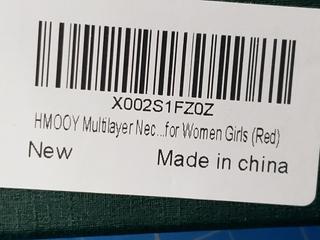 X002S1FZ0Z
HMOOY Multilayer Nec...for Women Girls (Red)
New Made in china